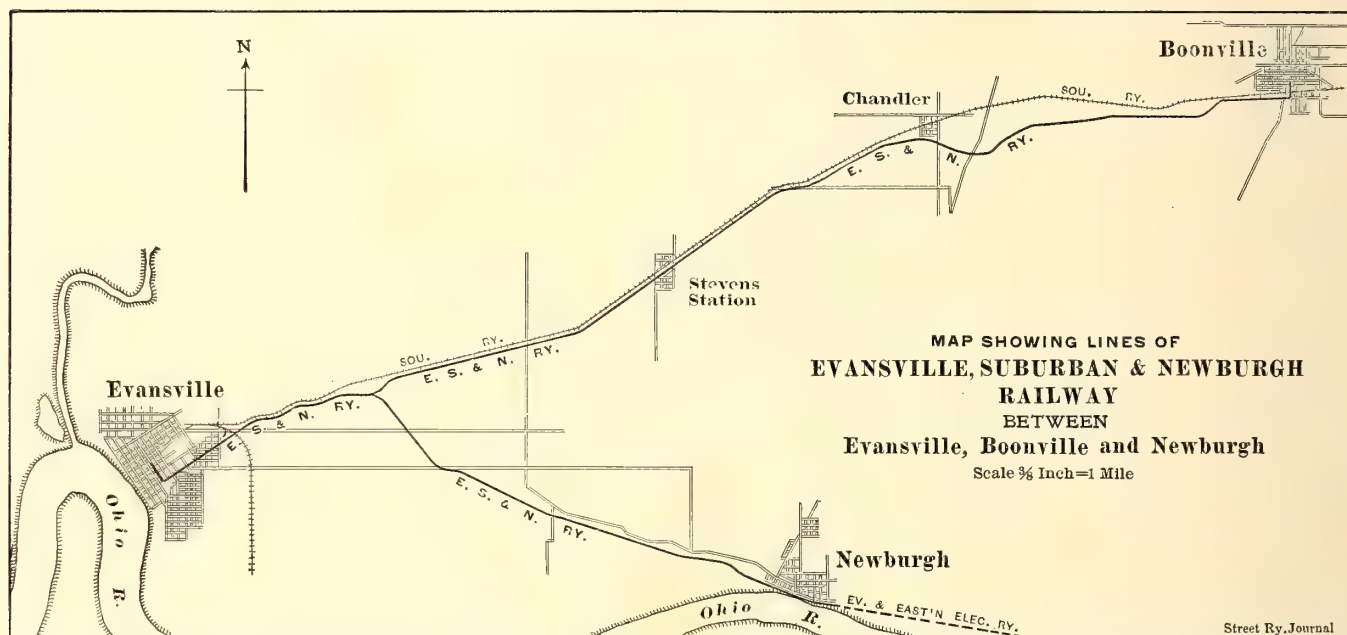 N
Boonville
Chandler
SOU. RY.
E. S. & N. RY.
Stevens
Station
SOU. RY.
E. S. & N. RY.
MAP SHOWING LINES OF
EVANSVILLE, SUBURBAN & NEWBURGH
RAILWAY
BETWEEN
Evansville, Boonville and Newburgh
Scale ⅜ Inch=1 Mile
Evansville
E. S. & N. RY.
E. S. & N. RY.
Ohio R.
Newburgh
Ohio R.
EV. & EAST'N ELEC. RY.
Street Ry. Journal